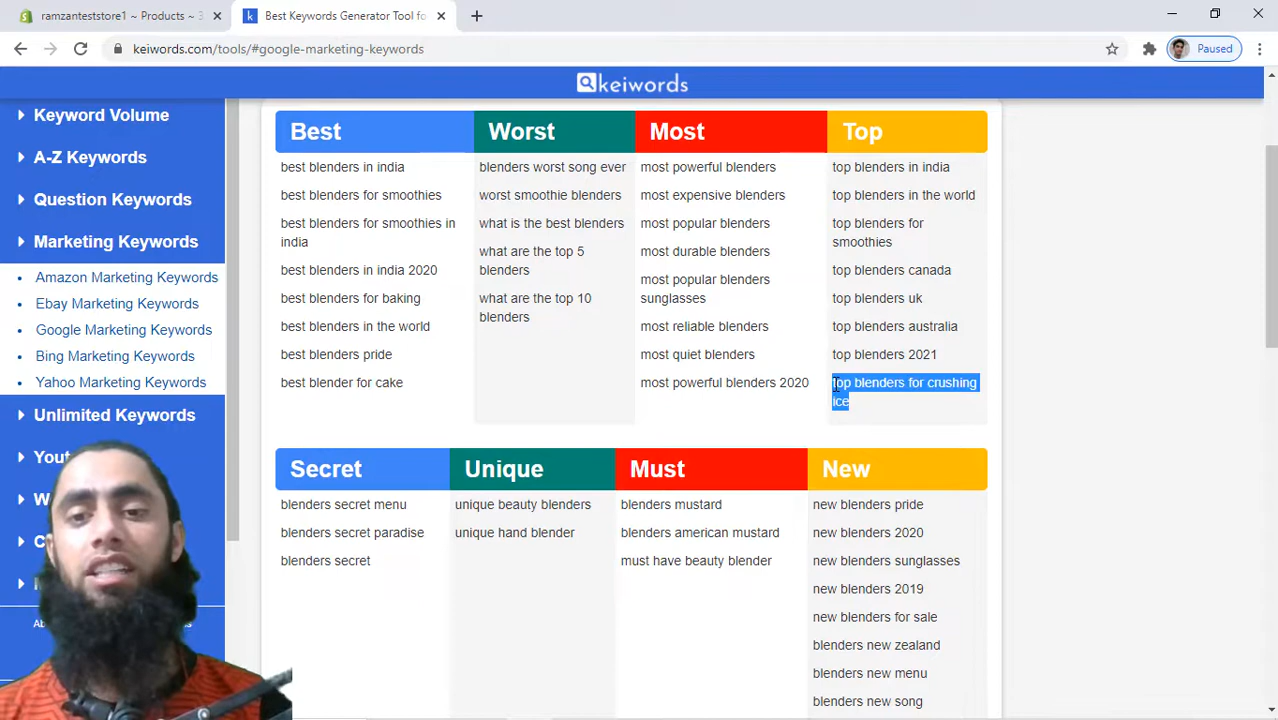 ramzanteststore1 ~ Products ~
Best Keywords Generator Tool for
keiwords.com/tools/#google-marketing-keywords
Paused
keiwords
Keyword Volume
A-Z Keywords
Question Keywords
Marketing Keywords
Amazon Marketing Keywords
Ebay Marketing Keywords
Google Marketing Keywords
Bing Marketing Keywords
Yahoo Marketing Keywords
Unlimited Keywords
Best
best blenders in india
best blenders for smoothies
best blenders for smoothies in
india
best blenders in india 2020
best blenders for baking
best blenders in the world
best blenders pride
best blender for cake
Worst
blenders worst song ever
worst smoothie blenders
what is the best blenders
what are the top 5
blenders
what are the top 10
blenders
Most
most powerful blenders
most expensive blenders
most popular blenders
most durable blenders
most popular blenders
sunglasses
most reliable blenders
most quiet blenders
most powerful blenders 2020
Top
top blenders in india
top blenders in the world
top blenders for
smoothies
top blenders canada
top blenders uk
top blenders australia
top blenders 2021
top blenders for crushing
ice
Secret
blenders secret menu
blenders secret paradise
blenders secret
Unique
unique beauty blenders
unique hand blender
Must
blenders mustard
blenders american mustard
must have beauty blender
New
new blenders pride
new blenders 2020
new blenders sunglasses
new blenders 2019
new blenders for sale
blenders new zealand
blenders new menu
blenders new song